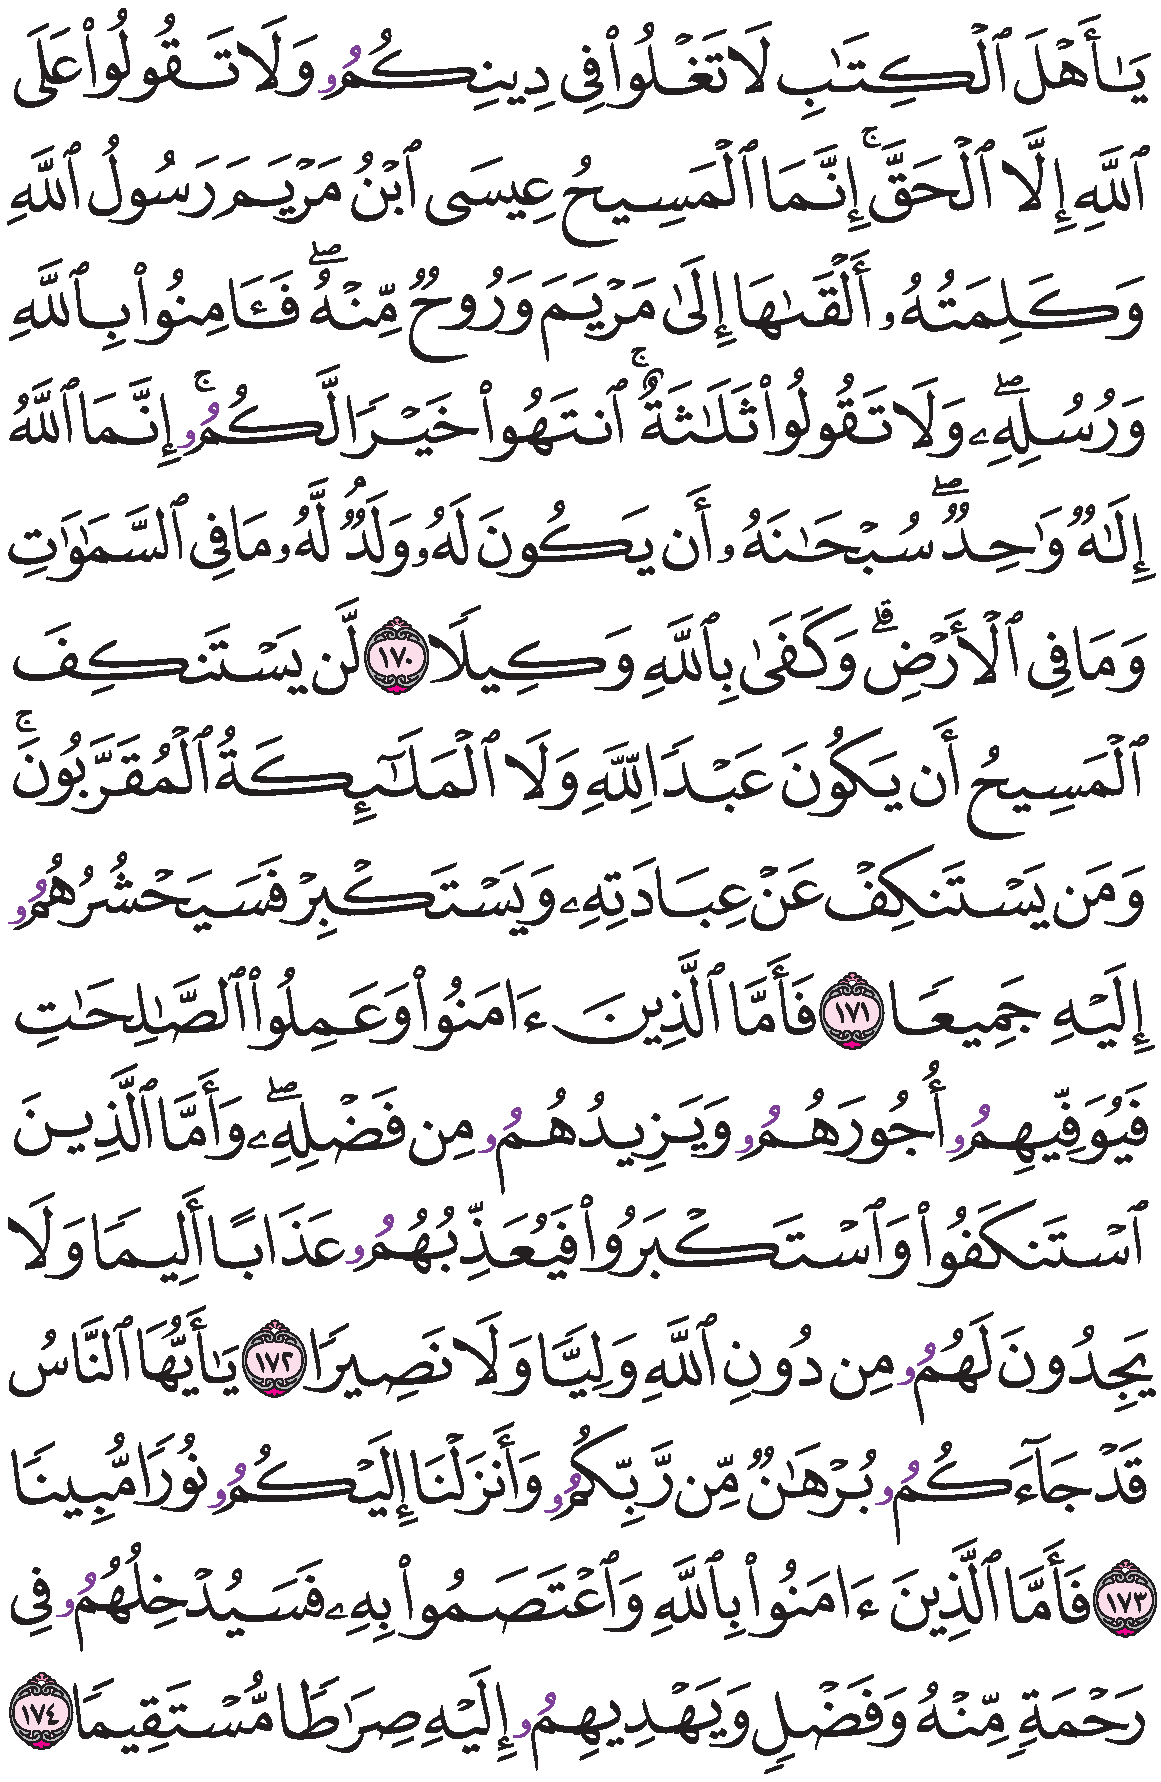 يَٰٓأَهۡلَ ٱلۡكِتَٰبِ لَا تَغۡلُواْ فِي دِينِكُمُۥ وَلَا تَقُولُواْ عَلَى
ٱللَّهِ إِلَّا ٱلۡحَقَّۚ إِنَّمَا ٱلۡمَسِيحُ عِيسَى ٱبۡنُ مَرۡيَمَ رَسُولُ ٱللَّهِ
وَكَلِمَتُهُۥ أَلۡقَىٰهَا إِلَىٰ مَرۡيَمَ وَرُوحٞ مِّنۡهُۖ فَـَٔامِنُواْ بِٱللَّهِ
وَرُسُلِهِۦۖ وَلَا تَقُولُواْ ثَلَٰثَةٌۚ ٱنتَهُواْ خَيۡرٗا لَّكُمُۥۚ إِنَّمَا ٱللَّهُ
إِلَٰهٞ وَٰحِدٞۖ سُبۡحَٰنَهُۥ أَن يَكُونَ لَهُۥ وَلَدٞۘ لَّهُۥ مَا فِي ٱلسَّمَٰوَٰتِ
وَمَا فِي ٱلۡأَرۡضِۗ وَكَفَىٰ بِٱللَّهِ وَكِيلٗا ١٧٠ لَّن يَسۡتَنكِفَ
ٱلۡمَسِيحُ أَن يَكُونَ عَبۡدٗا لِّلَّهِ وَلَا ٱلۡمَلَٰٓئِكَةُ ٱلۡمُقَرَّبُونَۚ
وَمَن يَسۡتَنكِفۡ عَنۡ عِبَادَتِهِۦ وَيَسۡتَكۡبِرۡ فَسَيَحۡشُرُهُمُۥ
إِلَيۡهِ جَمِيعٗا ١٧١ فَأَمَّا ٱلَّذِينَ ءَامَنُواْ وَعَمِلُواْ ٱلصَّٰلِحَٰتِ
فَيُوَفِّيهِمُۥ أُجُورَهُمُۥ وَيَزِيدُهُمُۥ مِن فَضۡلِهِۦۖ وَأَمَّا ٱلَّذِينَ
ٱسۡتَنكَفُواْ وَٱسۡتَكۡبَرُواْ فَيُعَذِّبُهُمُۥ عَذَابًا أَلِيمٗا وَلَا
يَجِدُونَ لَهُمُۥ مِن دُونِ ٱللَّهِ وَلِيّٗا وَلَا نَصِيرٗا ١٧٢ يَٰٓأَيُّهَا ٱلنَّاسُ
قَدۡ جَآءَكُمُۥ بُرۡهَٰنٞ مِّن رَّبِّكُمُۥ وَأَنزَلۡنَا إِلَيۡكُمُۥ نُورٗا مُّبِينٗا
١٧٣ فَأَمَّا ٱلَّذِينَ ءَامَنُواْ بِٱللَّهِ وَٱعۡتَصَمُواْ بِهِۦ فَسَيُدۡخِلُهُمُۥ فِي
رَحۡمَةٖ مِّنۡهُ وَفَضۡلٖ وَيَهۡدِيهِمُۥ إِلَيۡهِ صِرَٰطٗا مُّسۡتَقِيمٗا ١٧٤